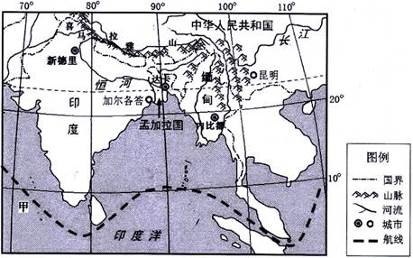 70° 80° 90° 100° 110°
喜马拉雅山
中华人民共和国
长江
新德里
恒河
达卡
缅甸
昆明
印度
加尔各答
20°
孟加拉国
内比都
10°
甲
印度洋
图例
国界
山脉
河流
城市
航线